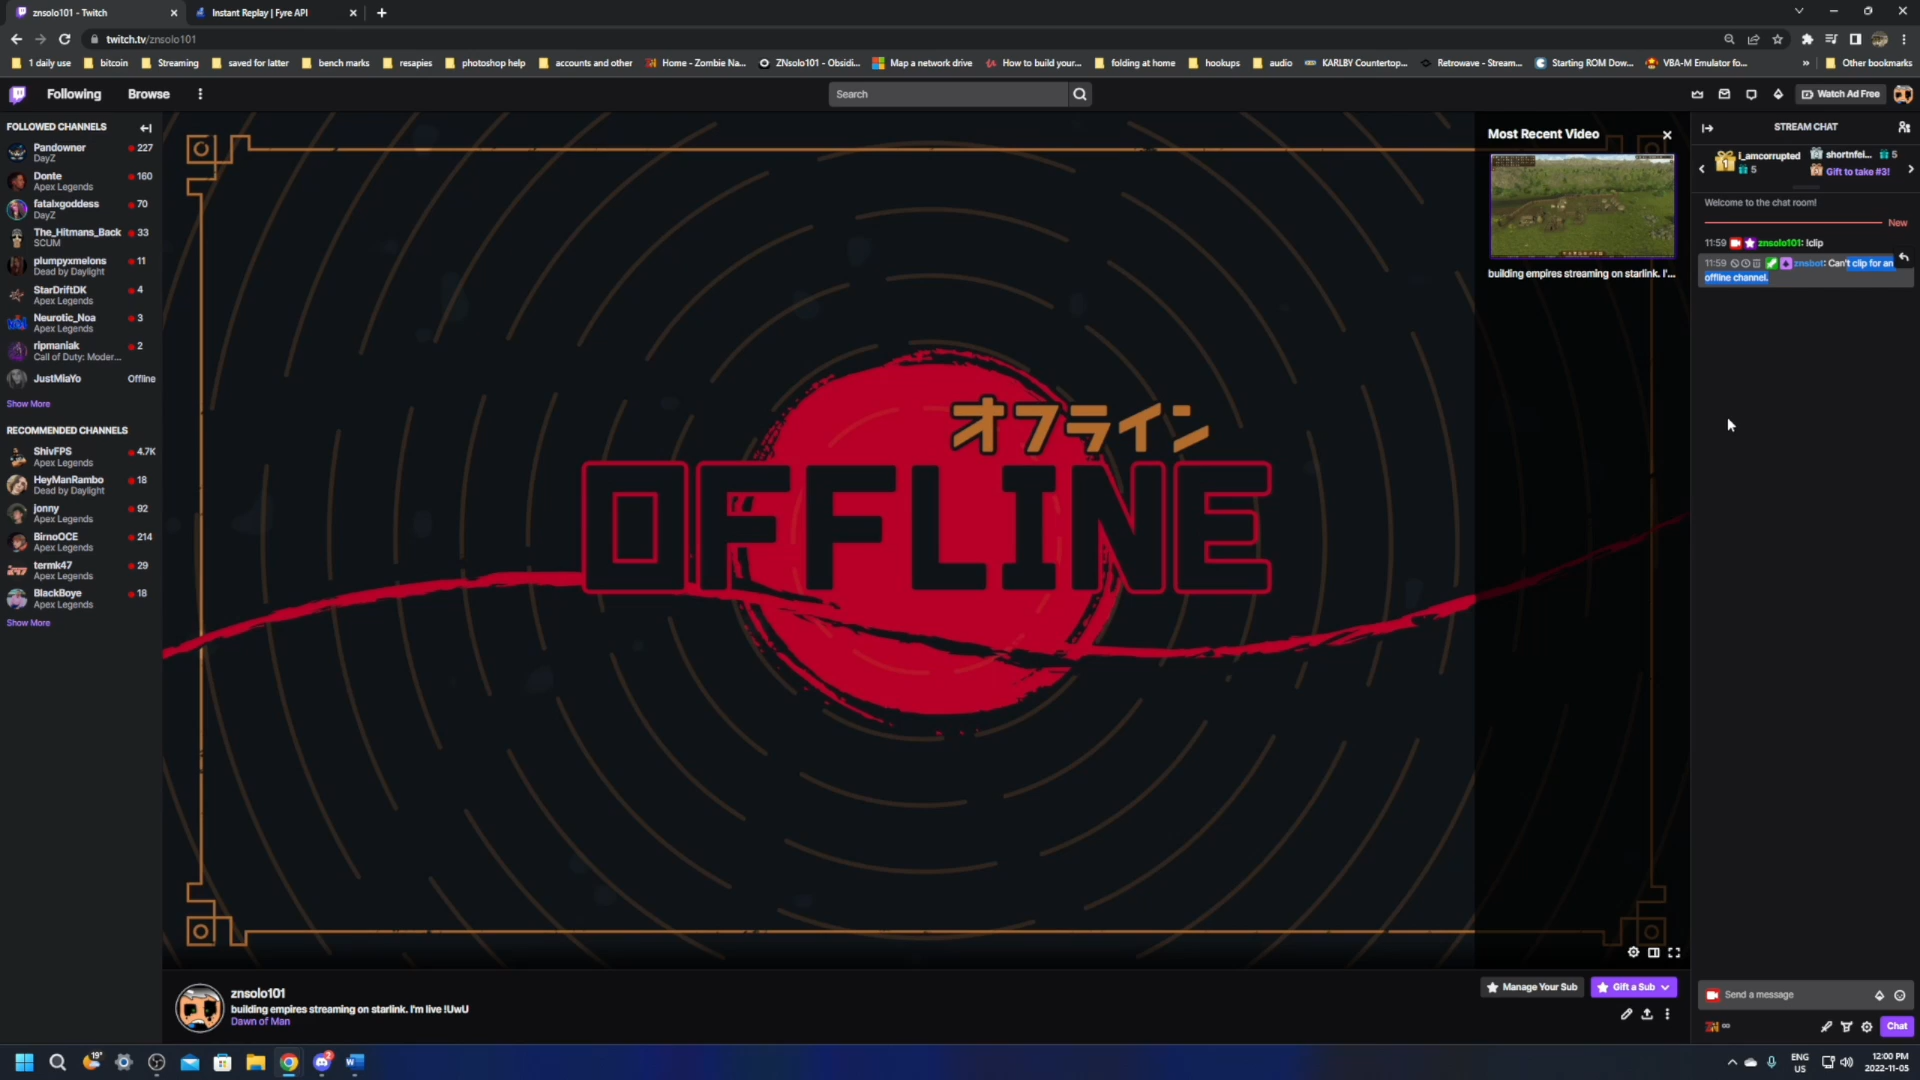 znsolo101 - Twitch
Instant Replay | Fyre API
twitch.tv/znsolo101
1 daily use
bitcoin
Streaming
saved for latter
bench marks
resapies
photoshop help
accounts and other
Home - Zombie Na...
ZNsolo101 - Obsidi...
Map a network drive
How to build your...
folding at home
hookups
audio
KARLBY Countertop...
Retrowave - Stream...
Starting ROM Dow...
VBA-M Emulator fo...
»
Other bookmarks
Following
Browse
Search
Watch Ad Free
FOLLOWED CHANNELS
Pandowner 227
DayZ
Donte 160
Apex Legends
fatalxgoddess 70
DayZ
The_Hitmans_Back 33
SCUM
plumpyxmelons 11
Dead by Daylight
StarDriftDK 4
Apex Legends
Neurotic_Noa 3
Apex Legends
ripmaniak 2
Call of Duty: Moder...
JustMiaYo Offline
Show More
RECOMMENDED CHANNELS
ShivFPS 4.7K
Apex Legends
HeyManRambo 18
Dead by Daylight
jonny 92
Apex Legends
BirnoOCE 214
Apex Legends
termk47 29
Apex Legends
BlackBoye 18
Apex Legends
Show More
オフライン
OFFLINE
Most Recent Video
building empires streaming on starlink. I'...
znsolo101
building empires streaming on starlink. I'm live !UwU
Dawn of Man
Manage Your Sub
Gift a Sub
STREAM CHAT
1 i_amcorrupted
5
shortnfei... 5
Gift to take #3!
Welcome to the chat room!
New
11:59 znsolo101: !clip
11:59 znsbot: Can't clip for an
offline channel.
Send a message
Chat
19°
2
ENG
US
12:00 PM
2022-11-05